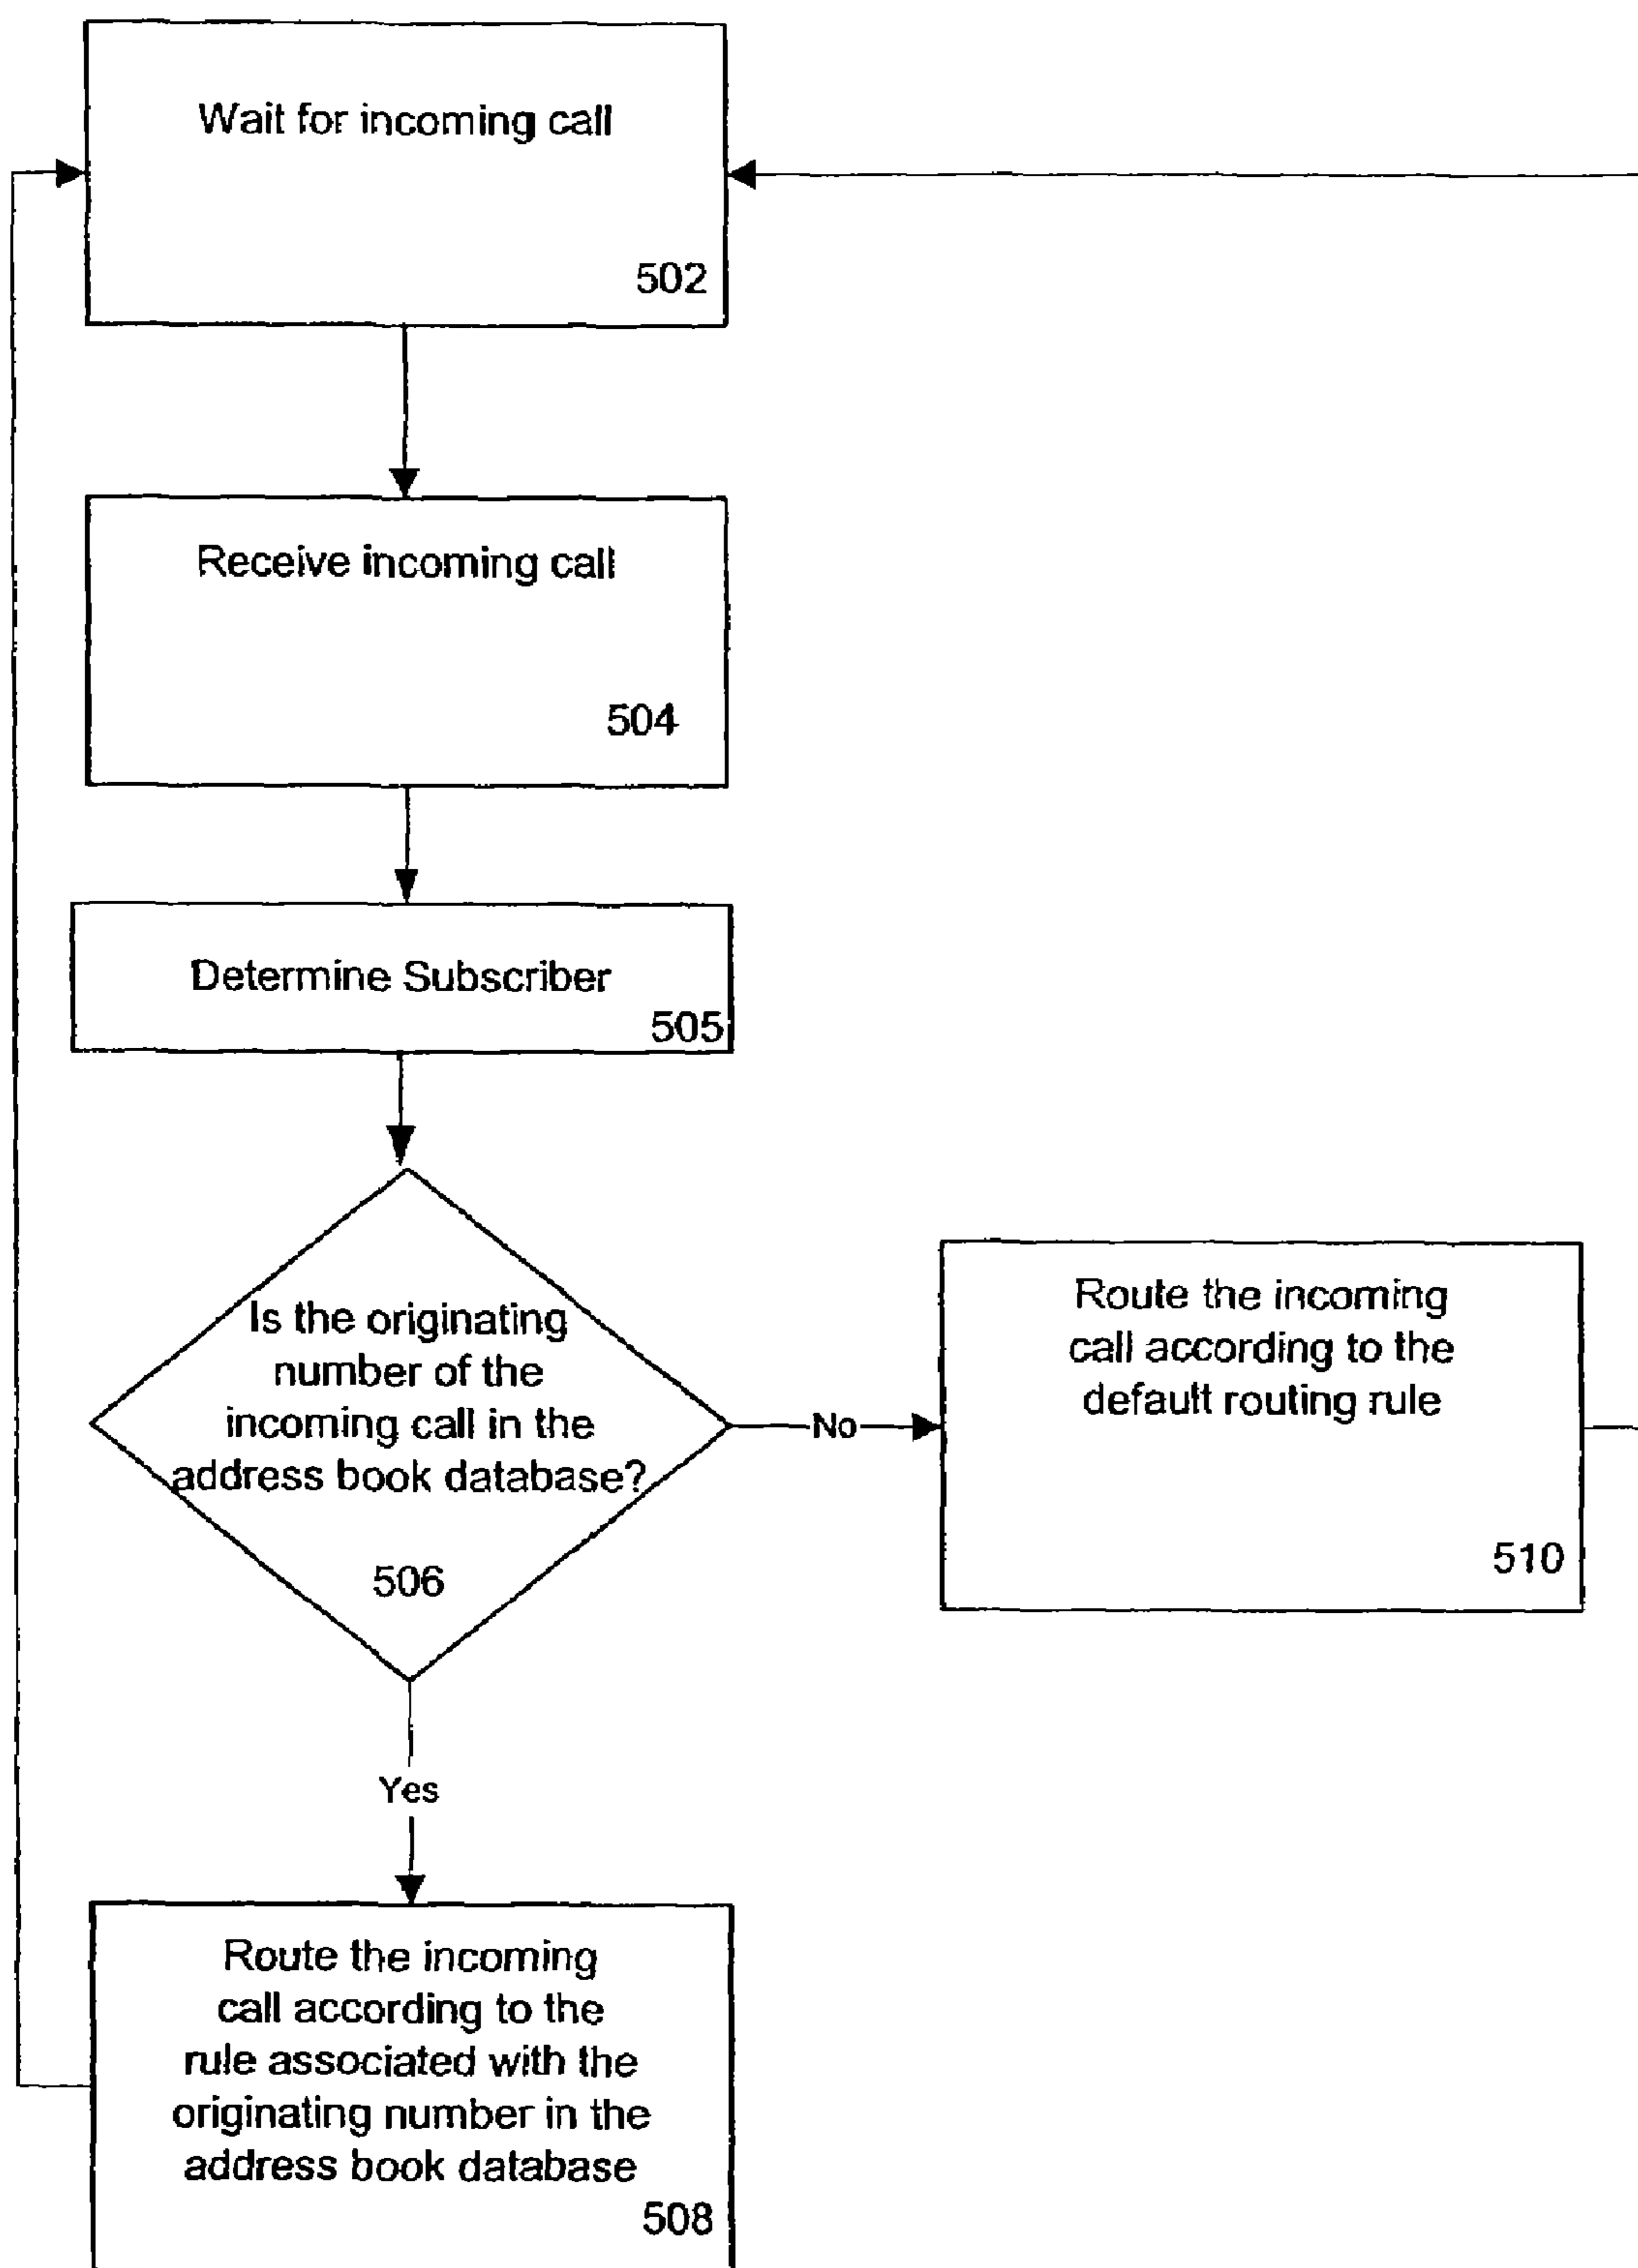 Wait for incoming call
502
Receive incoming call
504
Determine Subscriber
505
Is the originating
number of the
incoming call in the
address book database?
506
No
Route the incoming
call according to the
default routing rule
510
Yes
Route the incoming
call according to the
rule associated with the
originating number in the
address book database
508